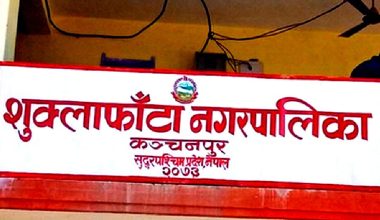 शुक्लाफाँटा नगरपालिका
कञ्चनपुर
सुदूरपश्चिम प्रदेश, नेपाल
२०७३